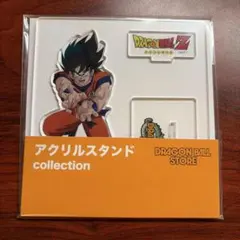 DRAGON BALL Z
アクリルスタンド
collection
DRAGON BALL
STORE